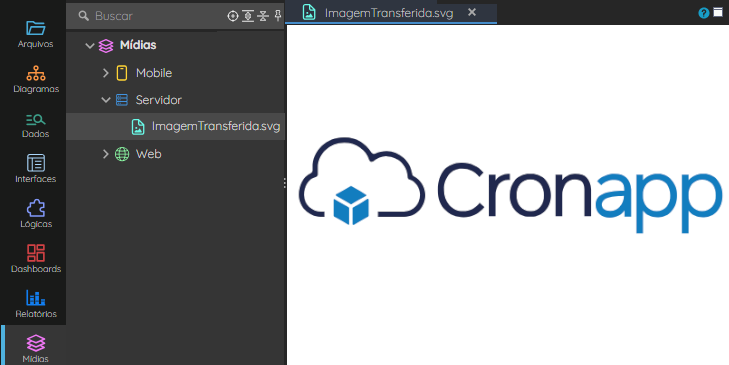 Arquivos
Diagramas
Dados
Interfaces
Lógicas
Dashboards
Relatórios
Mídias
Buscar
Mídias
Mobile
Servidor
ImagemTransferida.svg
Web
ImagemTransferida.svg
Cronapp